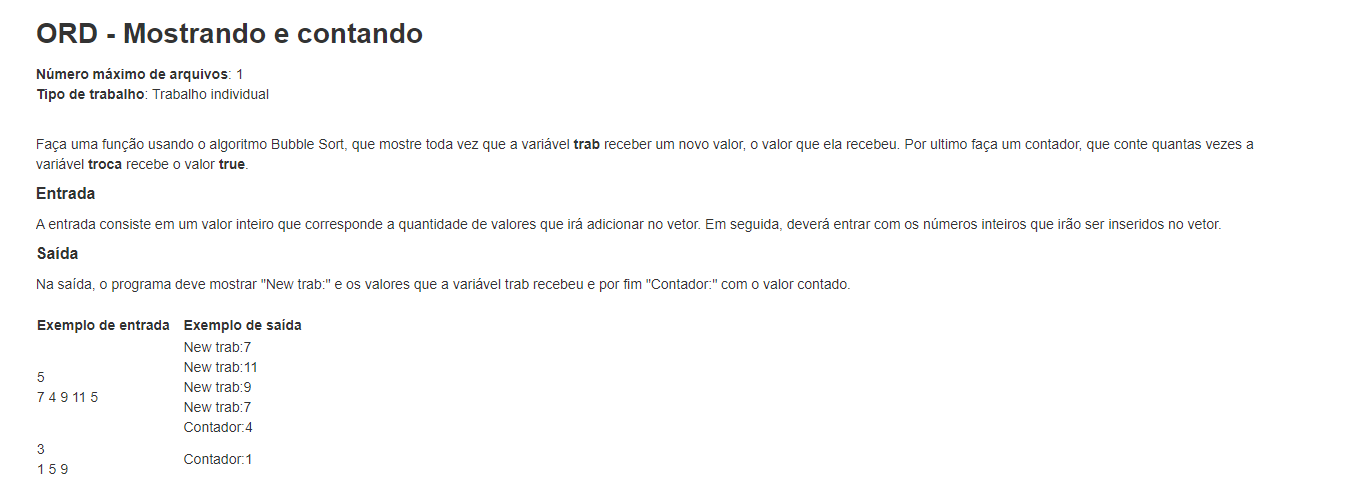 ORD - Mostrando e contando
Número máximo de arquivos: 1
Tipo de trabalho: Trabalho individual
Faça uma função usando o algoritmo Bubble Sort, que mostre toda vez que a variável trab receber um novo valor, o valor que ela recebeu. Por ultimo faça um contador, que conte quantas vezes a
variável troca recebe o valor true.
Entrada
A entrada consiste em um valor inteiro que corresponde a quantidade de valores que irá adicionar no vetor. Em seguida, deverá entrar com os números inteiros que irão ser inseridos no vetor.
Saída
Na saída, o programa deve mostrar "New trab:" e os valores que a variável trab recebeu e por fim "Contador:" com o valor contado.
Exemplo de entrada Exemplo de saída
5
7 4 9 11 5
New trab:7
New trab:11
New trab:9
New trab:7
Contador:4
3
1 5 9
Contador:1